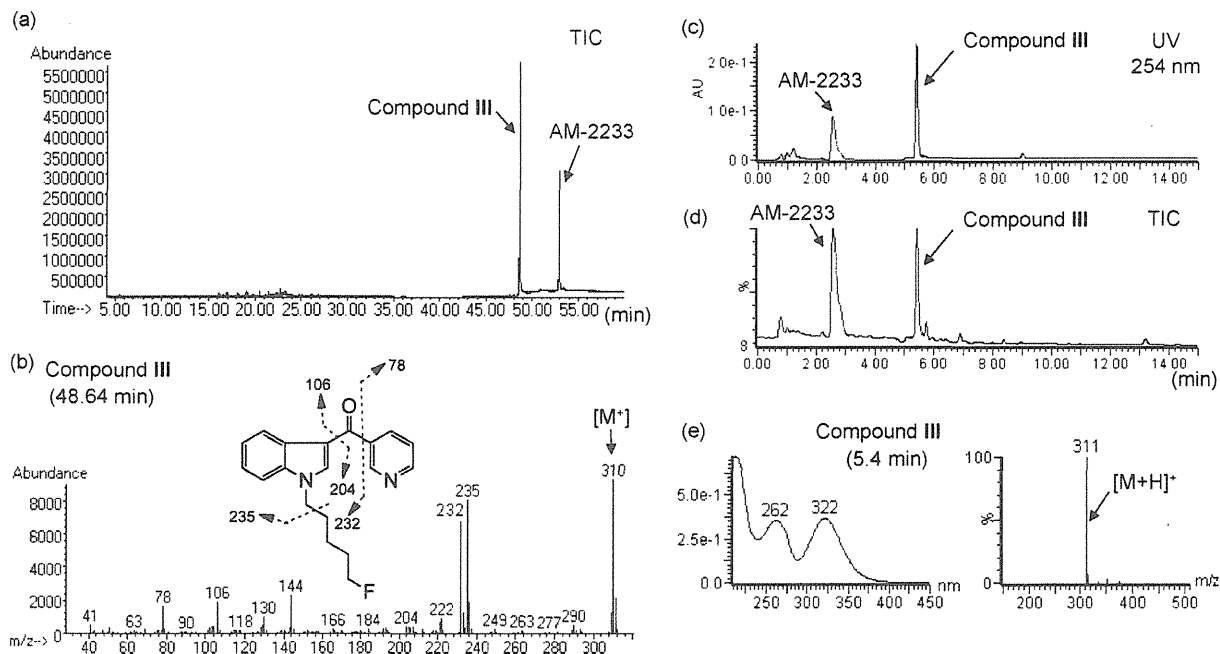 (a)
TIC
Abundance
5500000
5000000
4500000
4000000
3500000
3000000
2500000
2000000
1500000
1000000
500000
Compound III
AM-2233
Time--> 5.00 10.00 15.00 20.00 25.00 30.00 35.00 40.00 45.00 50.00 55.00 (min)
(b) Compound III
(48.64 min)
106
78
O
N
N
204
235
232
F
[M+]
Abundance
8000
6000
4000
2000
0
41 63 78 90 106 118 130 144 166 184 204 222 232 235 249 263 277 290 310
m/z--> 40 60 80 100 120 140 160 180 200 220 240 260 280 300
(c)
Compound III
UV
254 nm
AM-2233
AU
2 0e-1
1 0e-1
0 0
0.00 2 00 4 00 6 00 8 00 10 00 12 00 14 00
(d)
AM-2233
Compound III
TIC
%
8
0.00 2 00 4 00 6 00 8 00 10 00 12 00 14 00
(min)
(e)
Compound III
(5.4 min)
5.0e-1
2.5e-1
0.0
262
322
250 300 350 400 450 nm
100
%
0
311
[M+H]+
m/z
200 300 400 500